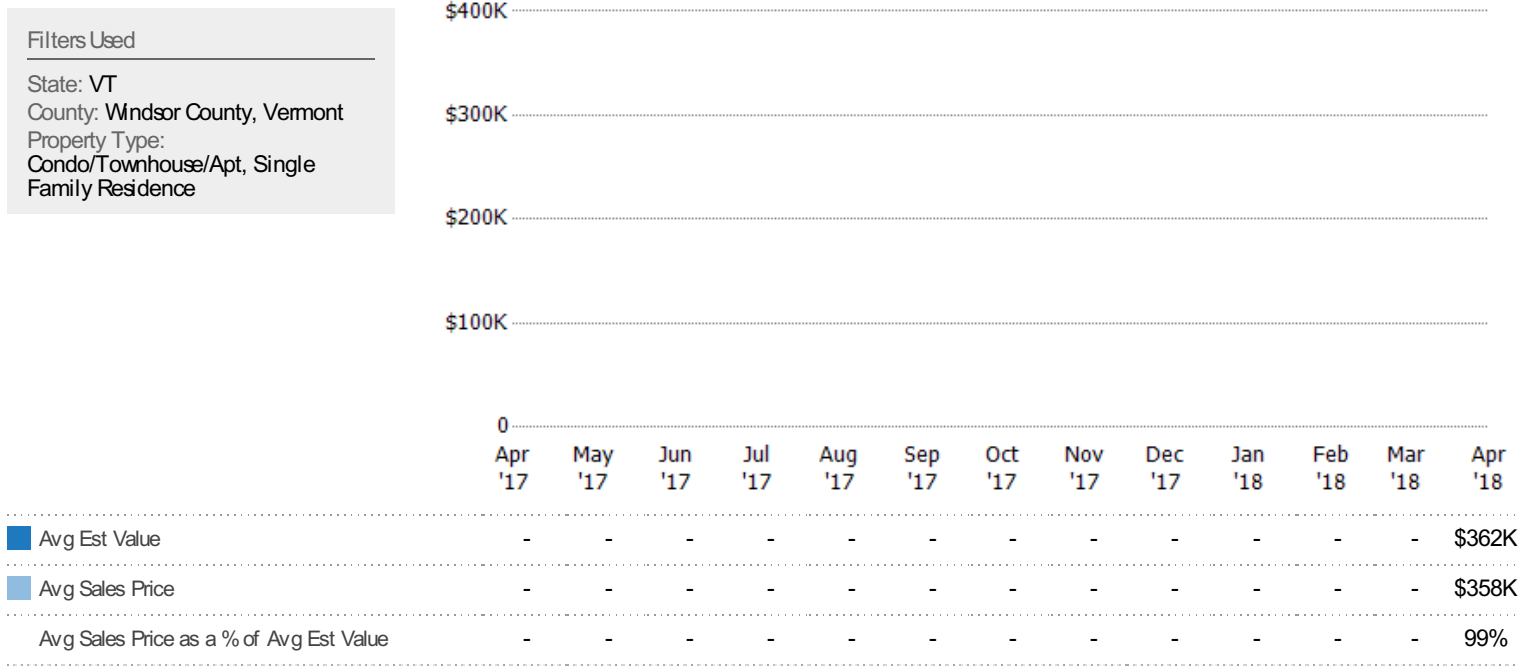 Filters Used
State: VT
County: Windsor County, Vermont
Property Type:
Condo/Townhouse/Apt, Single
Family Residence
$400K
$300K
$200K
$100K
0
Apr May Jun Jul Aug Sep Oct Nov Dec Jan Feb Mar Apr
'17 '17 '17 '17 '17 '17 '17 '17 '17 '18 '18 '18 '18
Avg Est Value - - - - - - - - - - - - $362K
Avg Sales Price - - - - - - - - - - - - $358K
Avg Sales Price as a % of Avg Est Value - - - - - - - - - - - - 99%